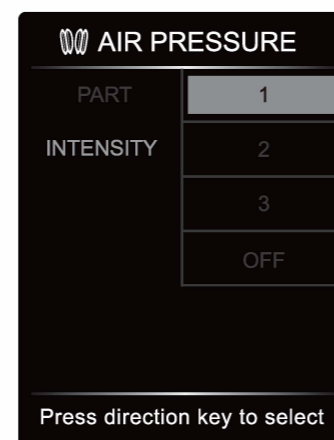 AIR PRESSURE
PART 1
INTENSITY 2
3
OFF
Press direction key to select